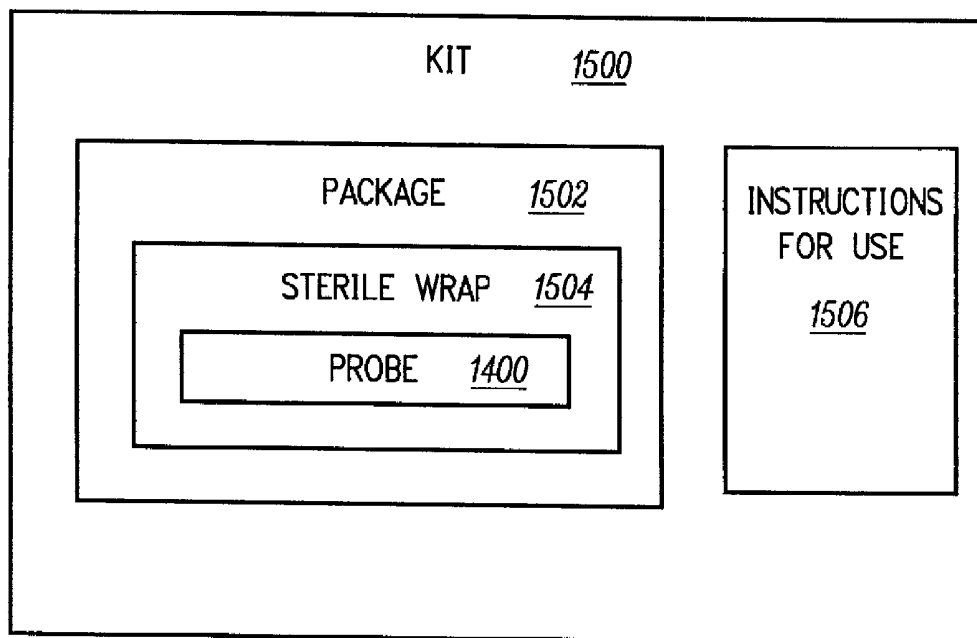 KIT 1500
PACKAGE 1502
STERILE WRAP 1504
PROBE 1400
INSTRUCTIONS
FOR USE
1506